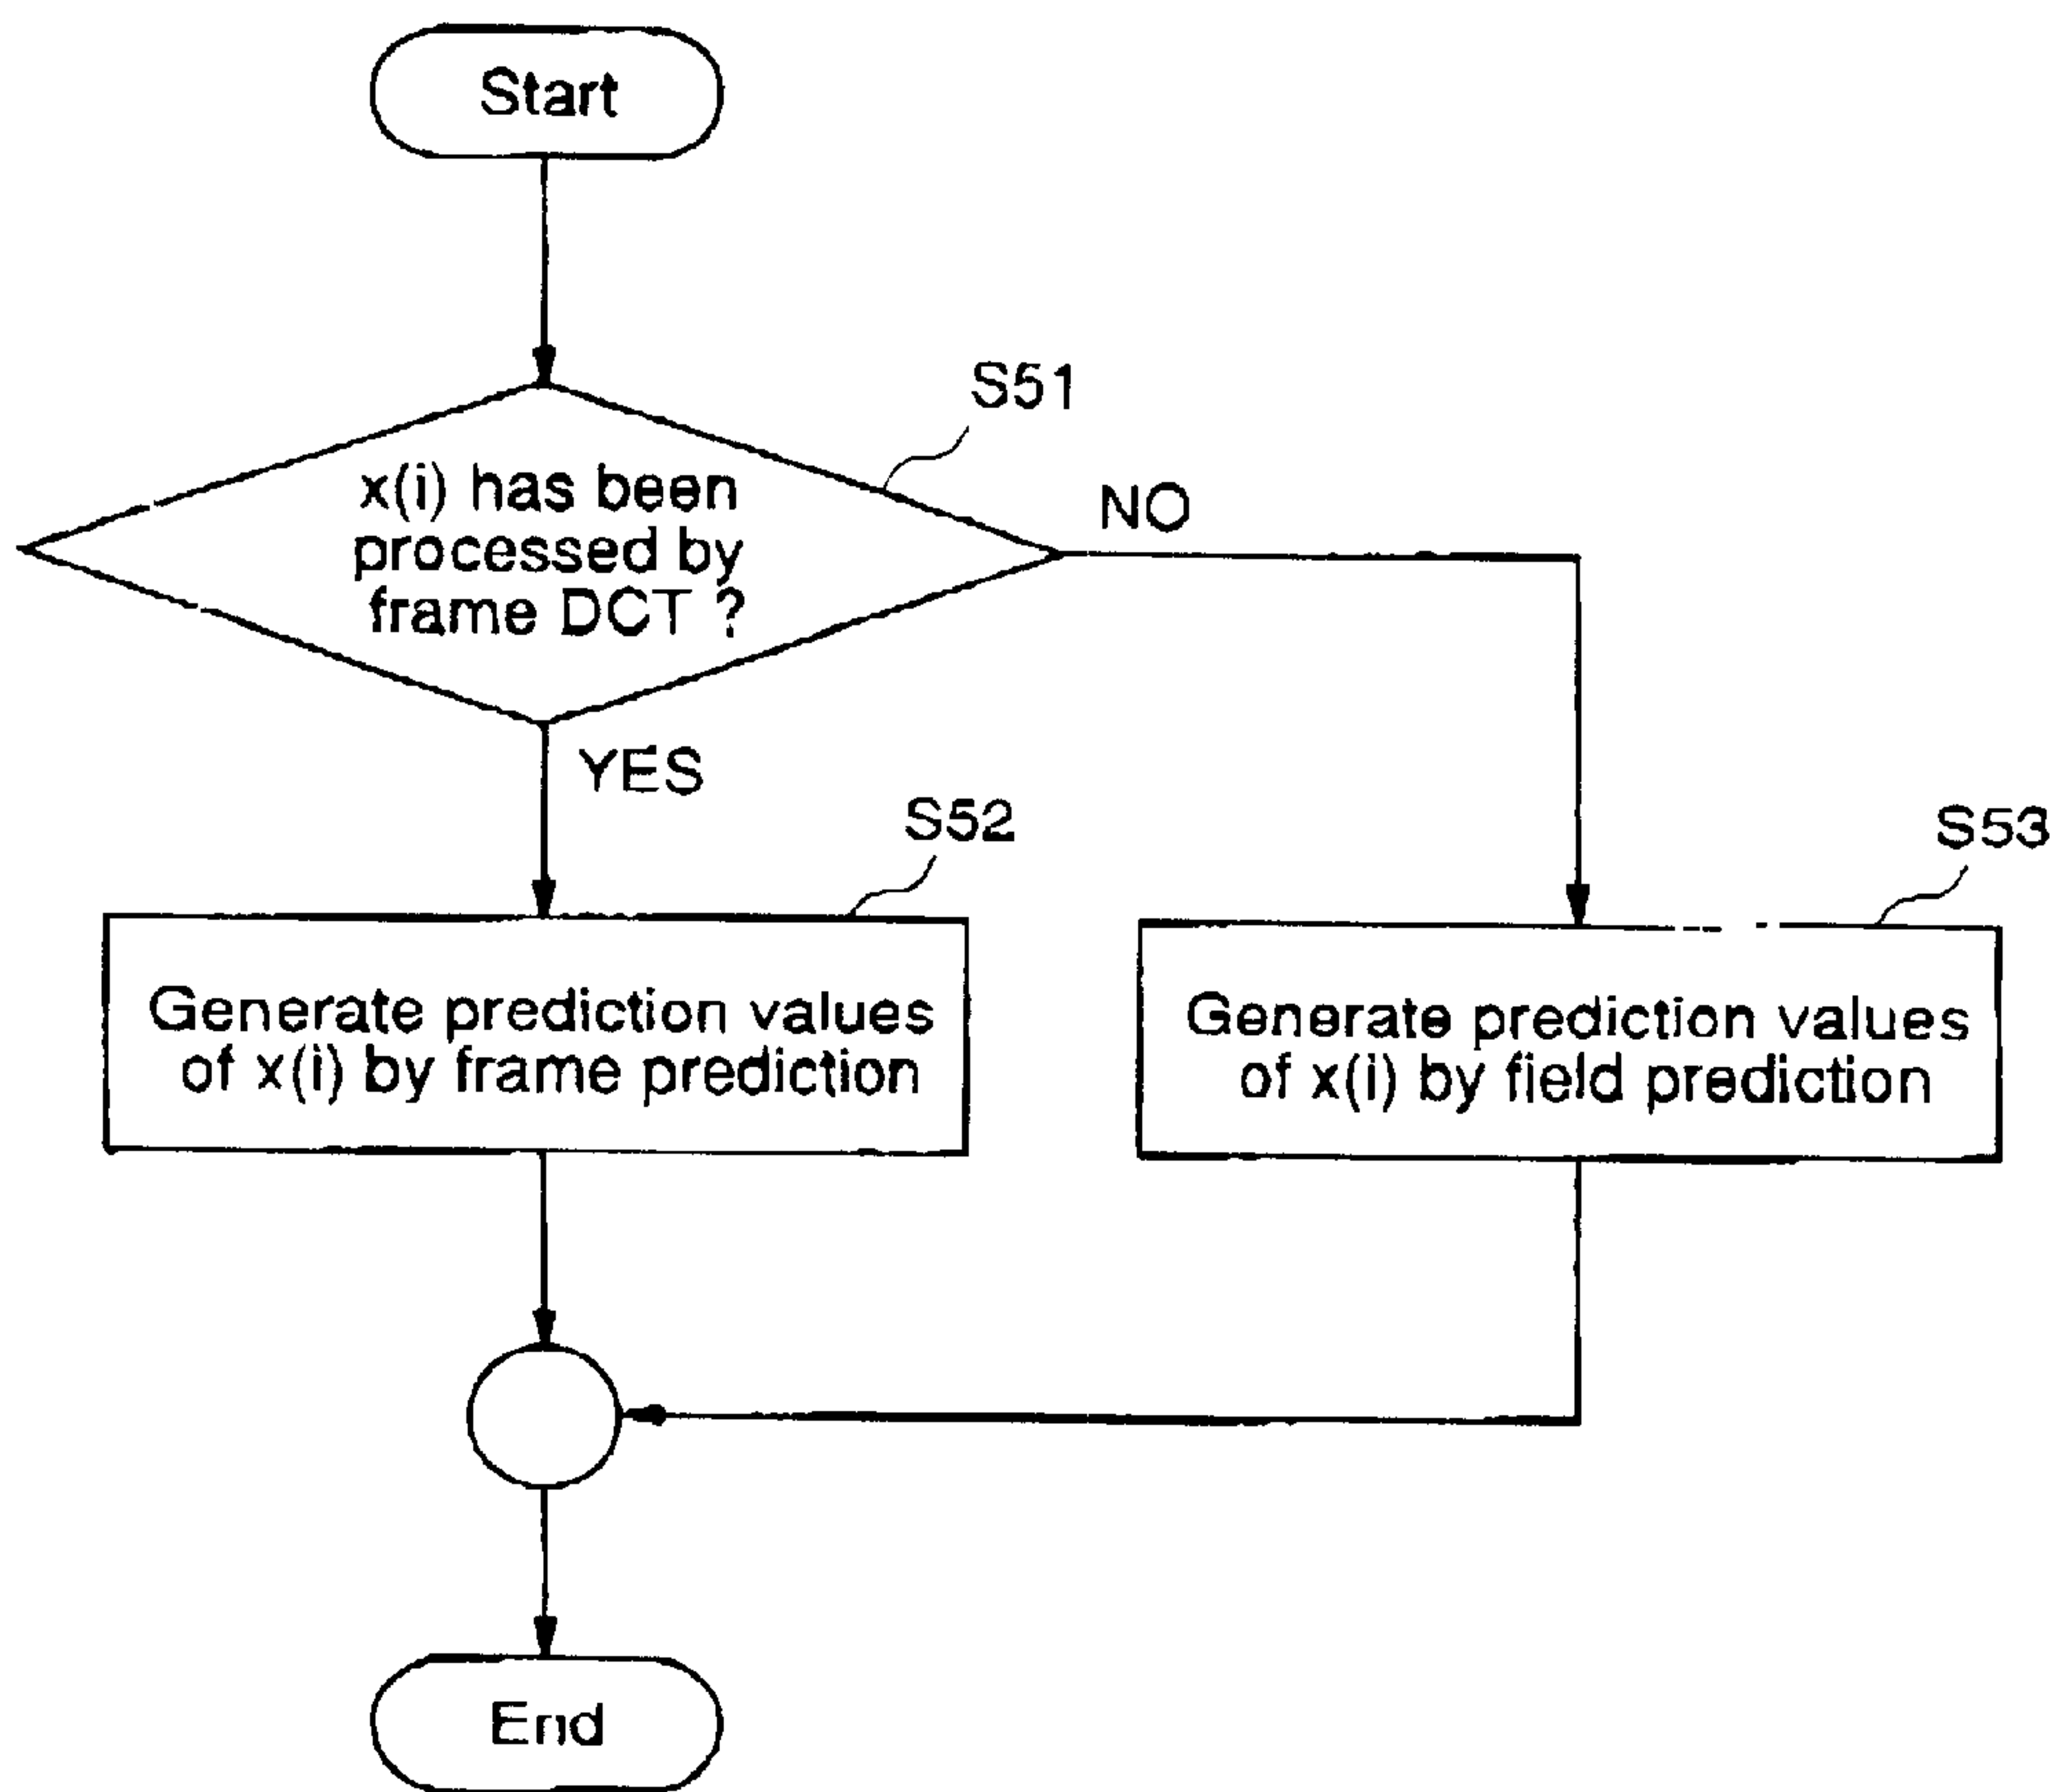 Start
S51
x(i) has been
processed by
frame DCT ?
NO
YES
S52
S53
Generate prediction values
of x(i) by frame prediction
Generate prediction values
of x(i) by field prediction
End